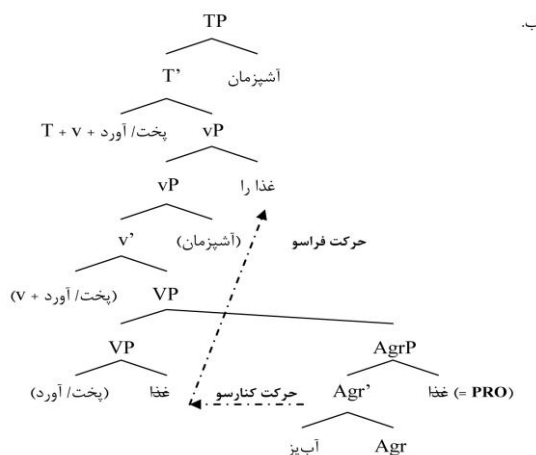 ب.
TP
آشپزمان T’
vP پخت/ آورد + T + v
غذا را vP
حرکت فراسو
(آشپزمان) v’
VP (پخت/ آورد + v)
AgrP VP
غذا (= PRO) Agr’ حرکت کنارسو غذا (پخت/ آورد)
Agr آب‌پز